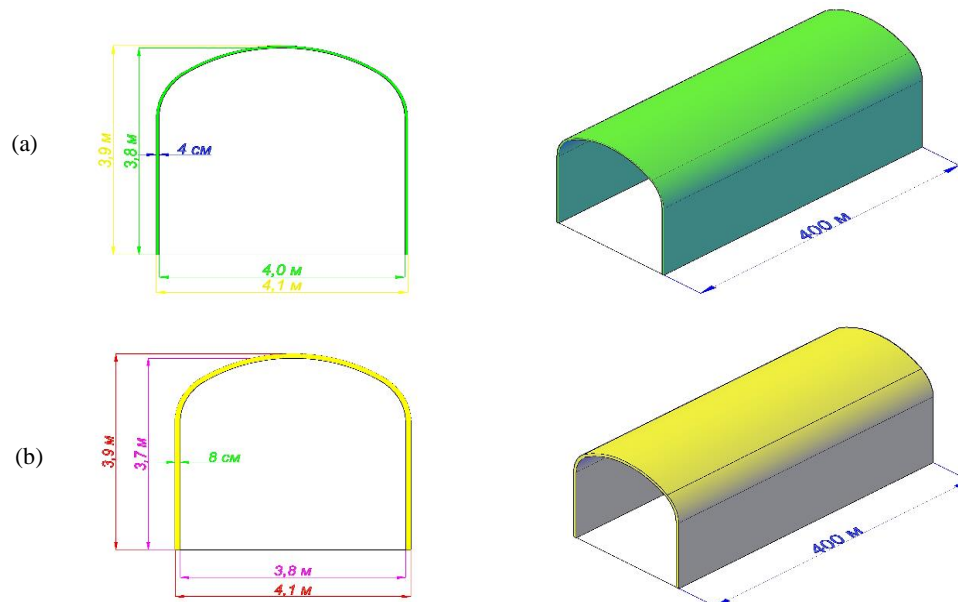 (a)
3,9 м
3,8 м
4 см
4,0 м
4,1 м
400 м
(b)
3,9 м
3,7 м
8 см
3,8 м
4,1 м
400 м